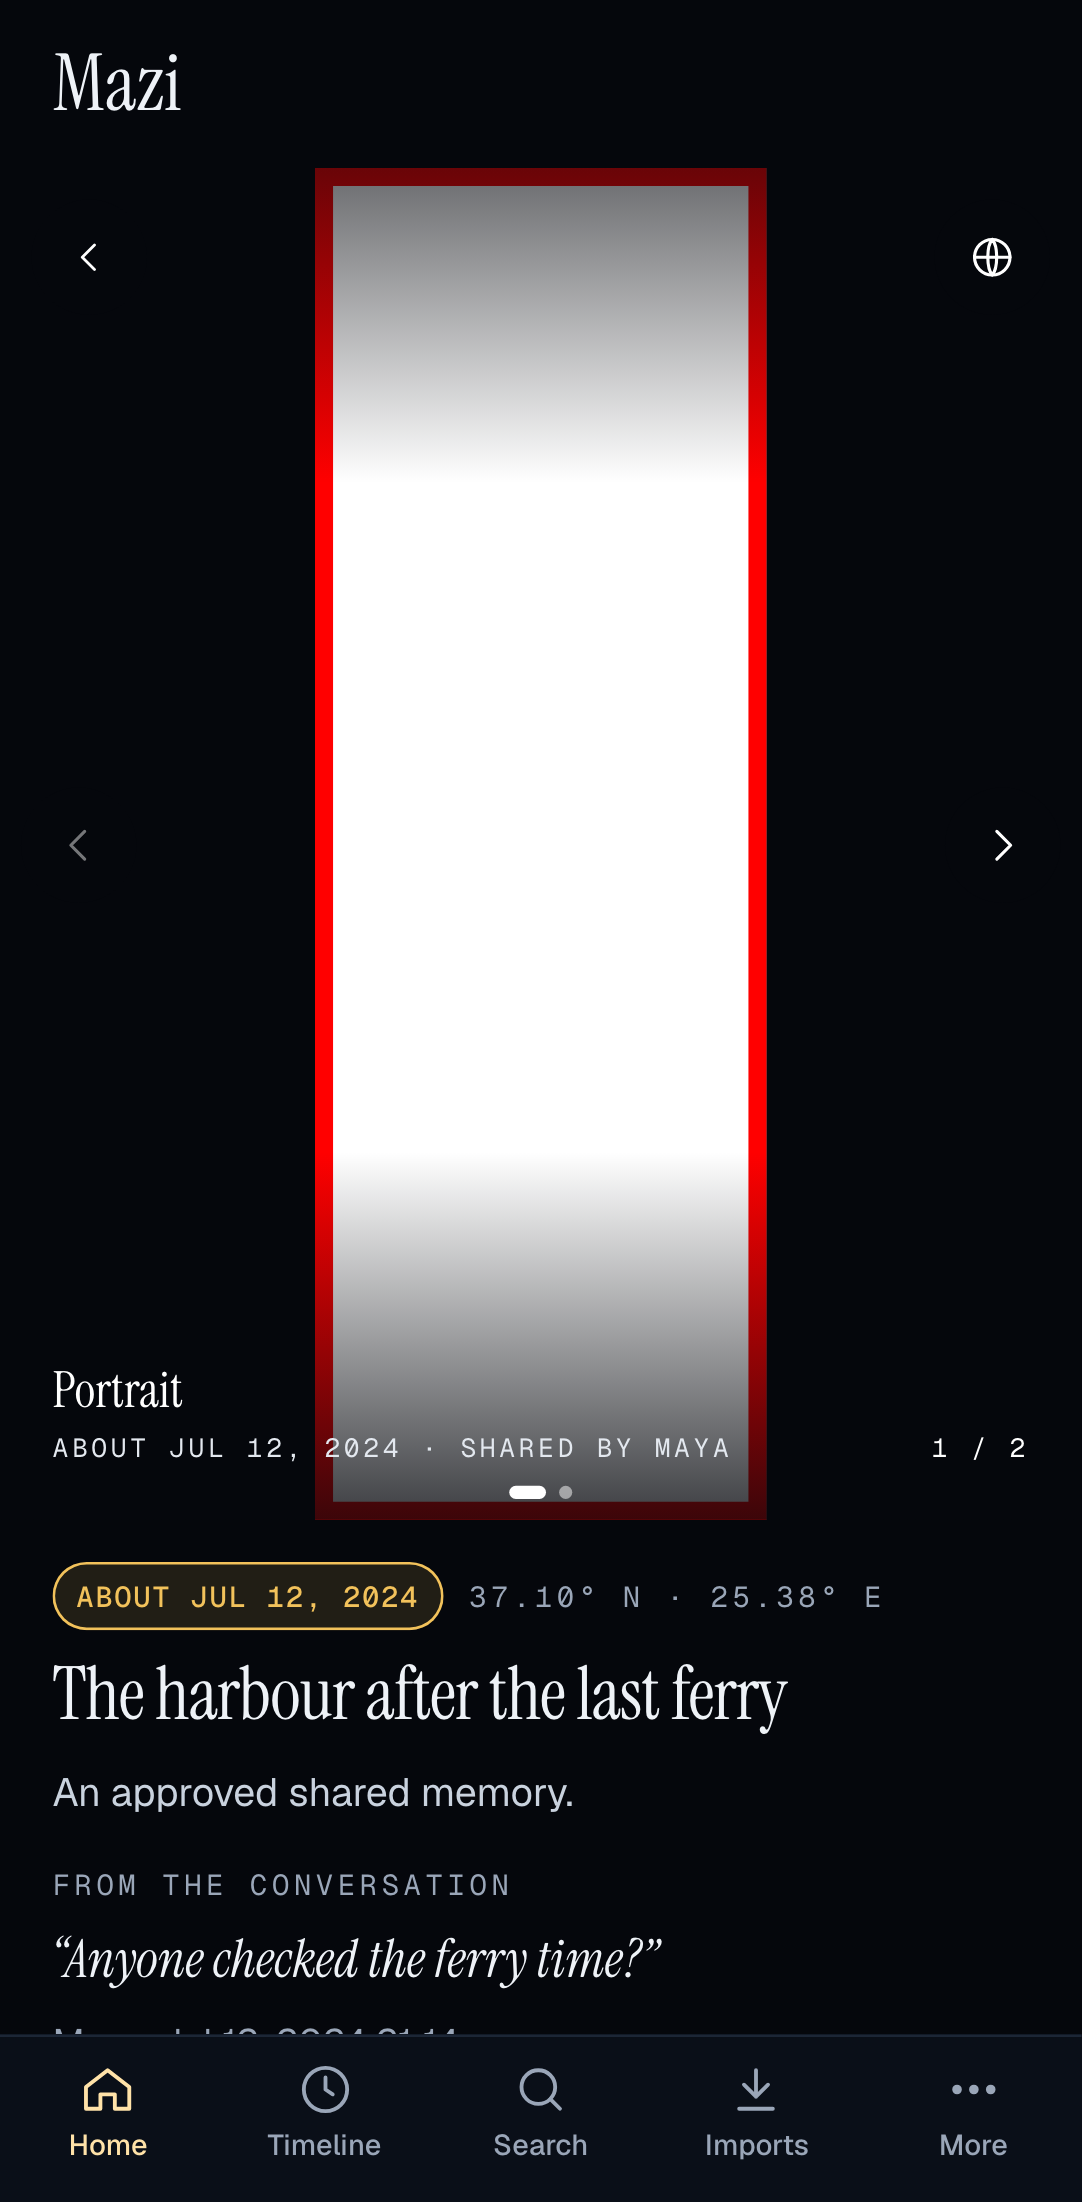 Mazi
Portrait
ABOUT JUL 12, 2024 · SHARED BY MAYA
1 / 2
ABOUT JUL 12, 2024
37.10° N · 25.38° E
The harbour after the last ferry
An approved shared memory.
FROM THE CONVERSATION
“Anyone checked the ferry time?”
Home
Timeline
Search
Imports
More